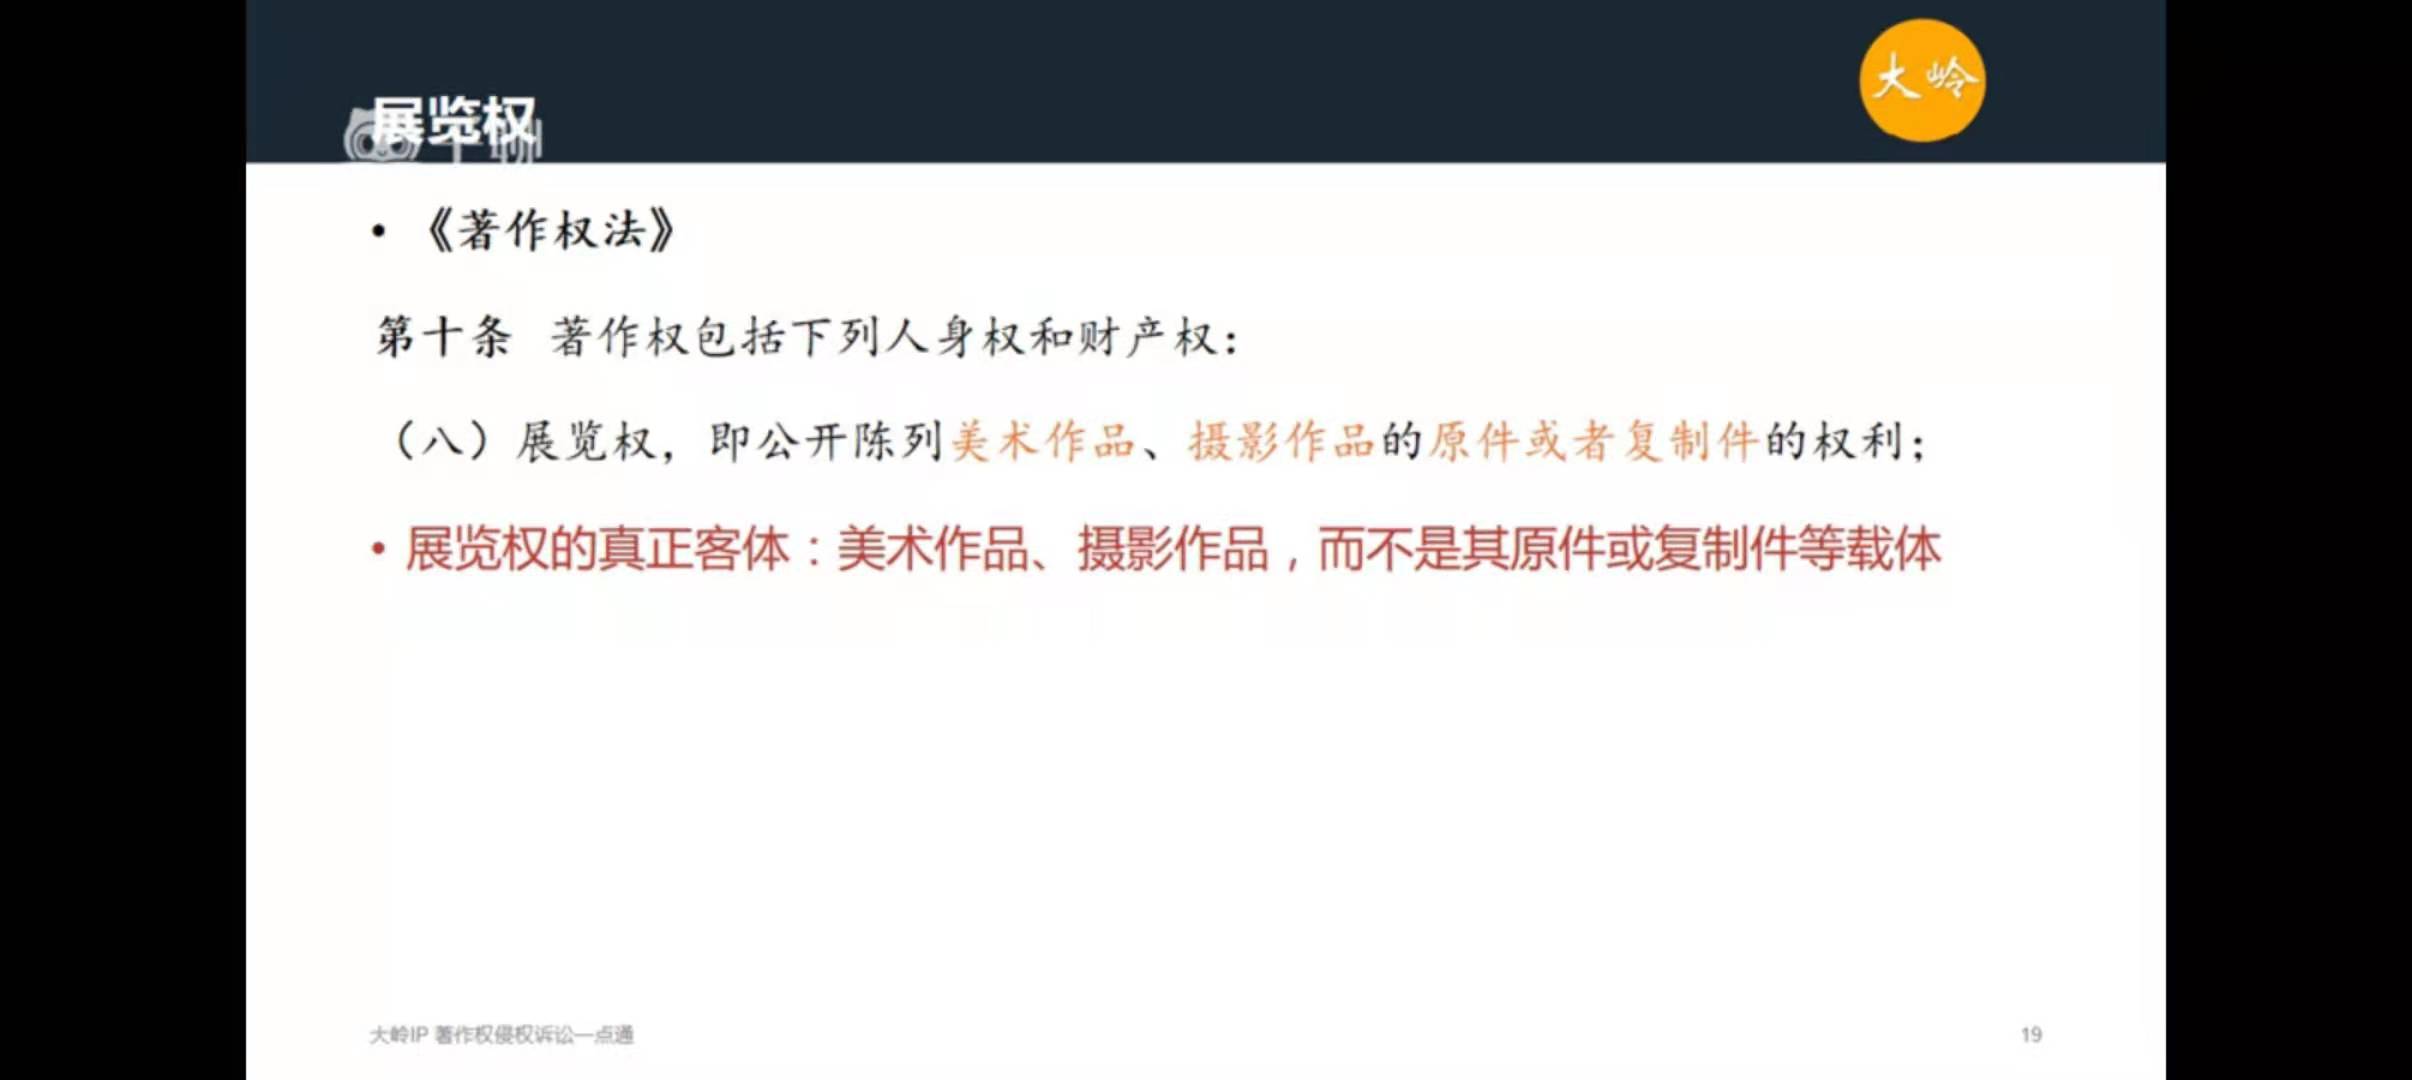 大岭
展览权
• 《著作权法》
第十条 著作权包括下列人身权和财产权：
（八）展览权，即公开陈列美术作品、摄影作品的原件或者复制件的权利；
• 展览权的真正客体：美术作品、摄影作品，而不是其原件或复制件等载体
大岭IP 著作权侵权诉讼一点通
19